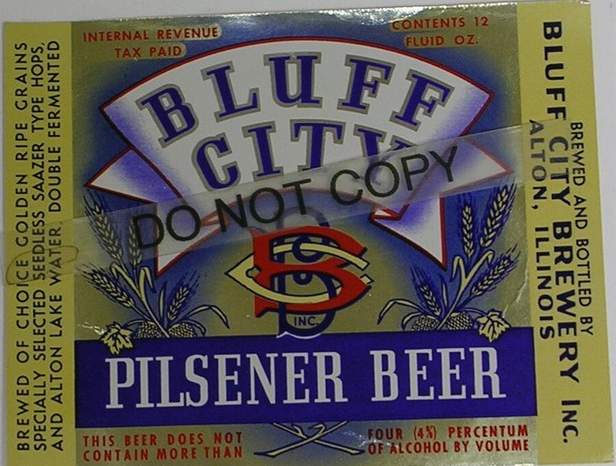 INTERNAL REVENUE
TAX PAID
CONTENTS 12
FLUID OZ.
BLUFF
CITY
DO NOT COPY
BCB
INC.
PILSENER BEER
THIS BEER DOES NOT
CONTAIN MORE THAN
FOUR (4%) PERCENTUM
OF ALCOHOL BY VOLUME
BREWED OF CHOICE GOLDEN RIPE GRAINS
SPECIALLY SELECTED SEEDLESS SAAZER TYPE HOPS,
AND ALTON LAKE WATER, DOUBLE FERMENTED
BREWED AND BOTTLED BY
BLUFF CITY BREWERY INC.
ALTON, ILLINOIS